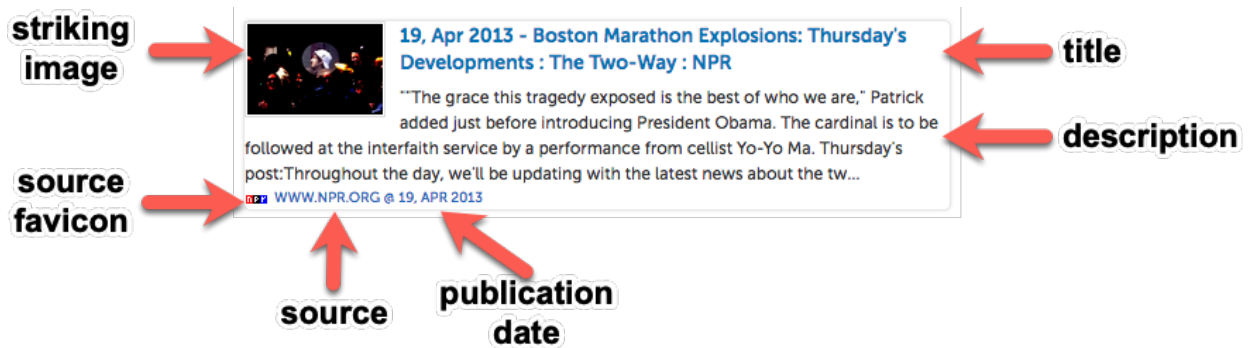 striking
image
19, Apr 2013 - Boston Marathon Explosions: Thursday's
Developments : The Two-Way : NPR
title
""The grace this tragedy exposed is the best of who we are," Patrick
added just before introducing President Obama. The cardinal is to be
followed at the interfaith service by a performance from cellist Yo-Yo Ma. Thursday's
post:Throughout the day, we'll be updating with the latest news about the tw...
description
source
favicon
npr WWW.NPR.ORG @ 19, APR 2013
source
publication
date